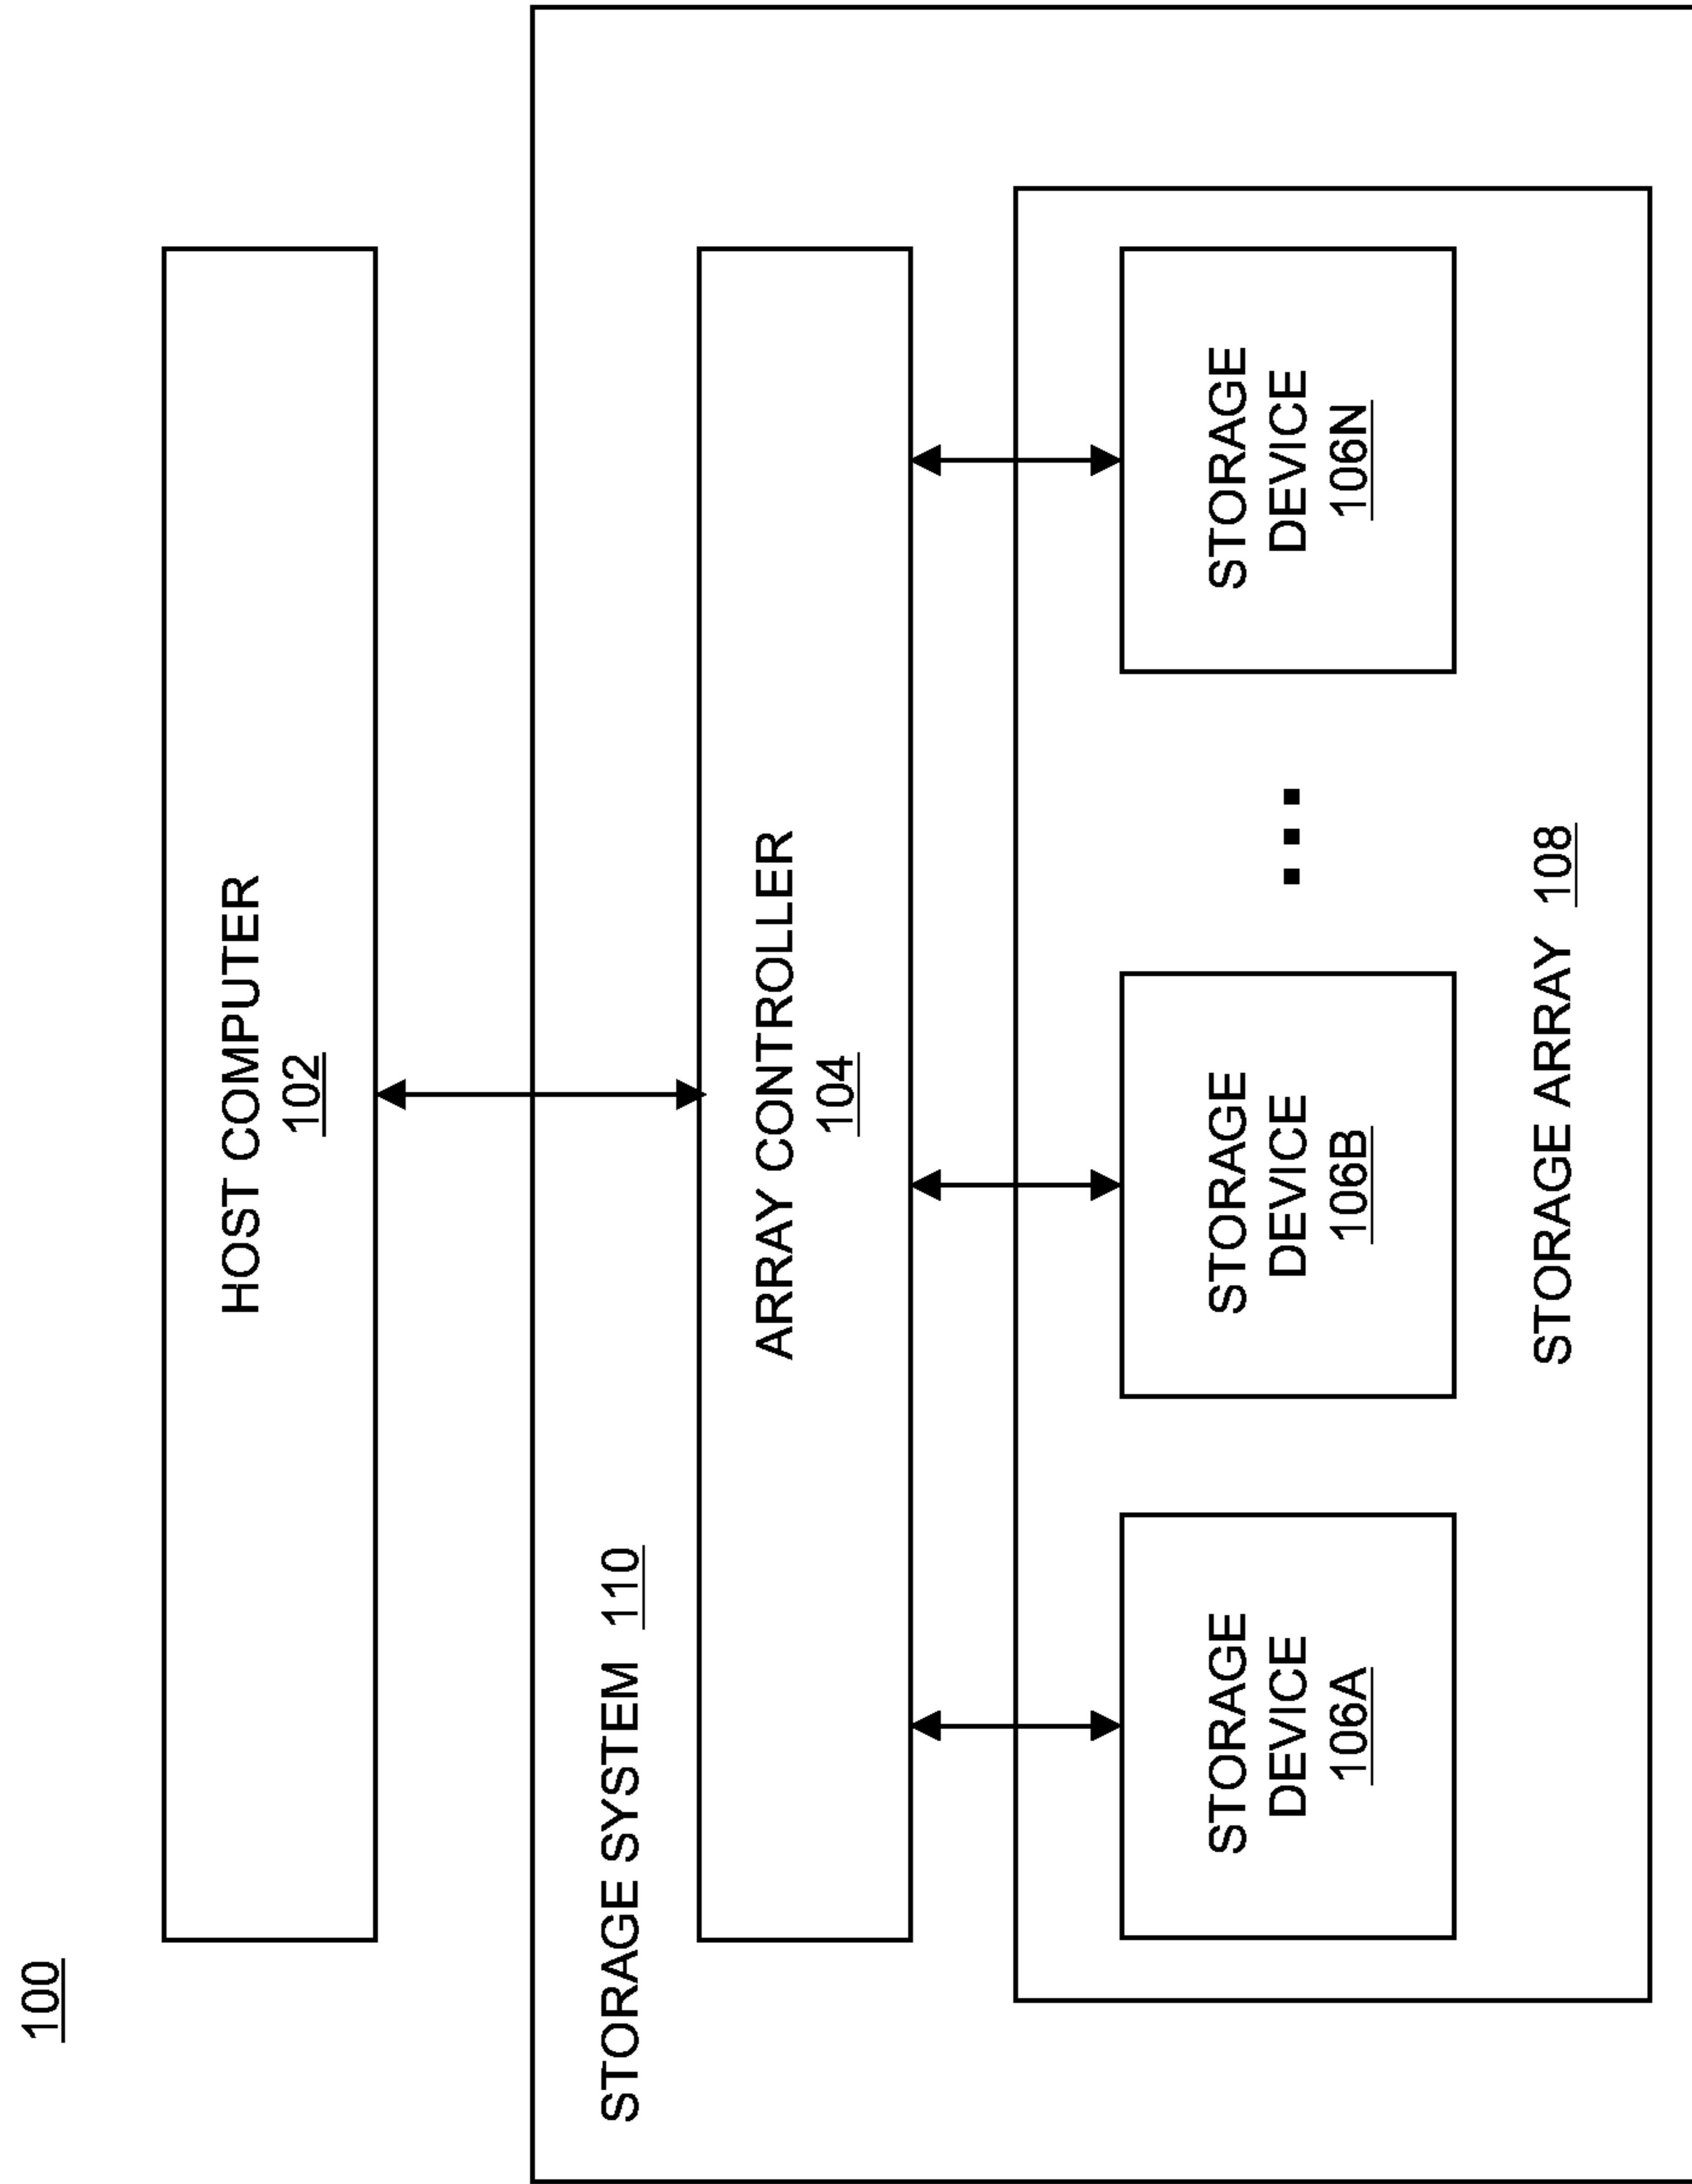 100
HOST COMPUTER
102
STORAGE SYSTEM 110
ARRAY CONTROLLER
104
STORAGE
DEVICE
106A
STORAGE
DEVICE
106B
...
STORAGE
DEVICE
106N
STORAGE ARRAY 108